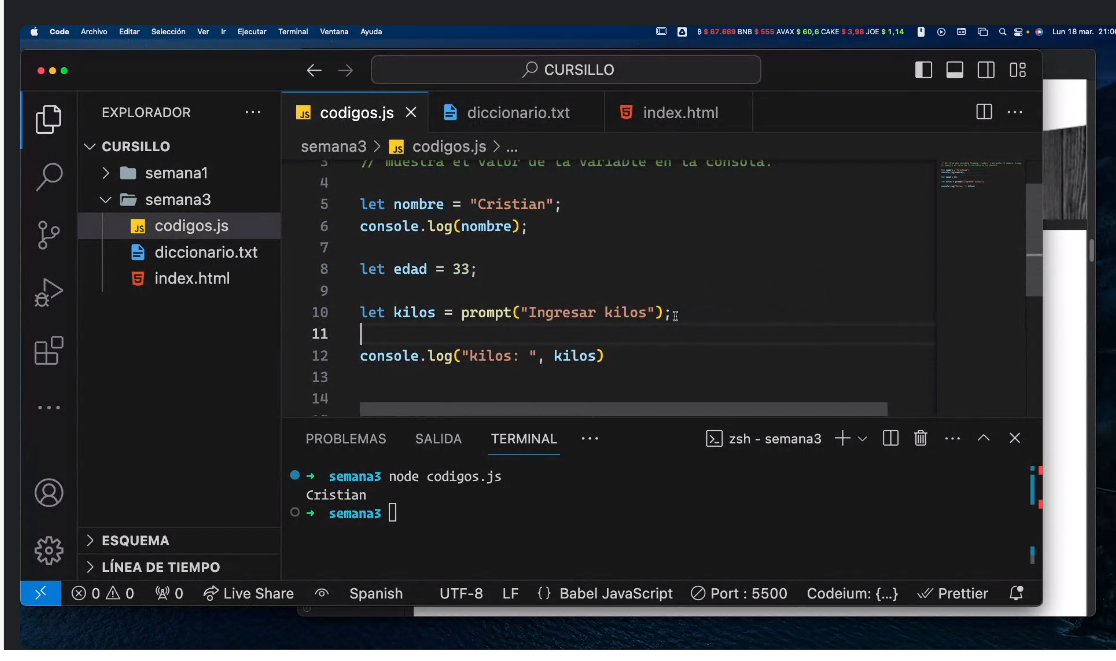 Code Archivo Editar Selección Ver Ir Ejecutar Terminal Ventana Ayuda
₿ $ 67.669 BNB $ 555 AVAX $ 60,6 CAKE $ 3,98 JOE $ 1,14
Lun 18 mar. 21:0
CURSILLO
EXPLORADOR
CURSILLO
semana1
semana3
JS codigos.js
diccionario.txt
index.html
ESQUEMA
LÍNEA DE TIEMPO
JS codigos.js
diccionario.txt
index.html
semana3 > JS codigos.js > ...
3 // muestra el valor de la variable en la consola.
4
5 let nombre = "Cristian";
6 console.log(nombre);
7
8 let edad = 33;
9
10 let kilos = prompt("Ingresar kilos");
11
12 console.log("kilos: ", kilos)
13
14
PROBLEMAS SALIDA TERMINAL
zsh - semana3
semana3 node codigos.js
Cristian
semana3
0 0 0 Live Share Spanish UTF-8 LF {} Babel JavaScript Port : 5500 Codeium: {...} Prettier